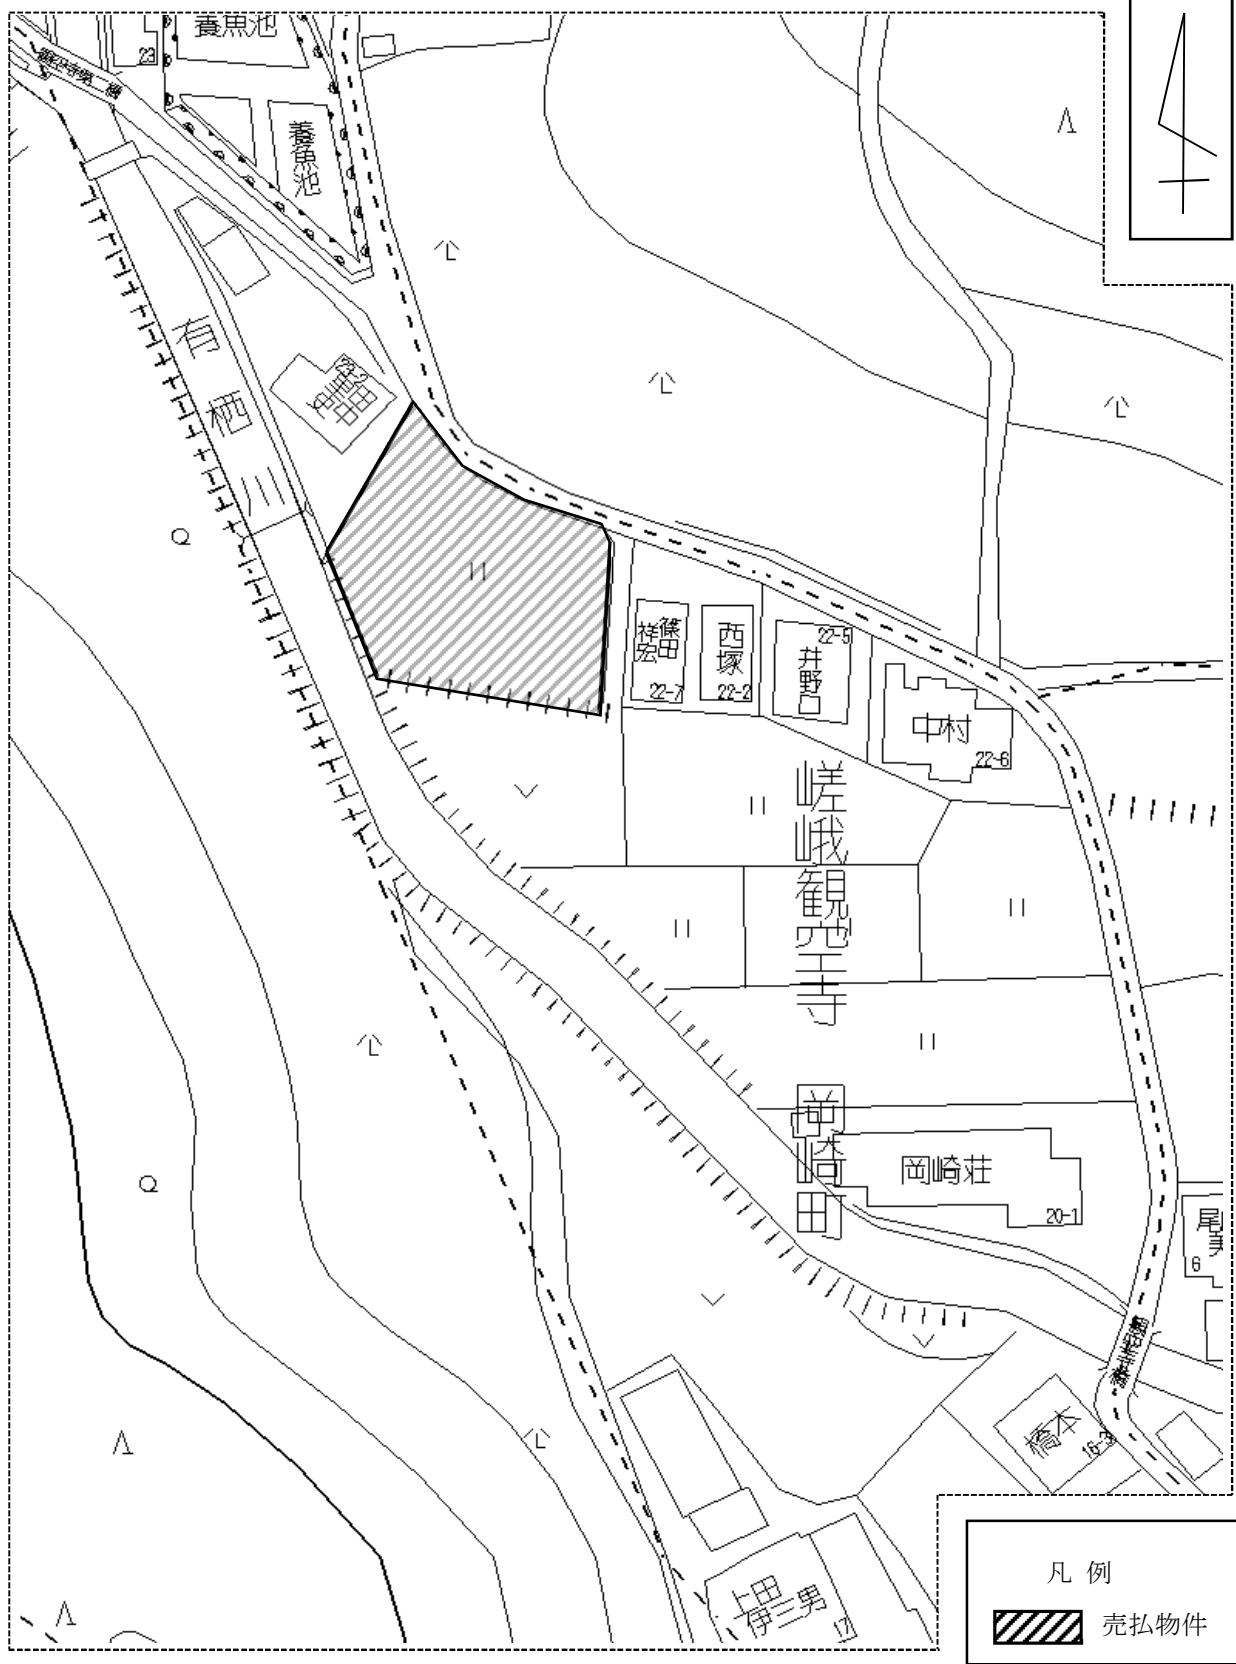 養魚池
23
養魚池
有栖川
23-2
篠田
祥宏
22-7
西塚
22-2
22-5
井野
中村
22-6
嵯峨観空寺
岡崎町
岡崎荘
20-1
6
橋本
16-3
上田
伊三男
17
凡 例
売払物件